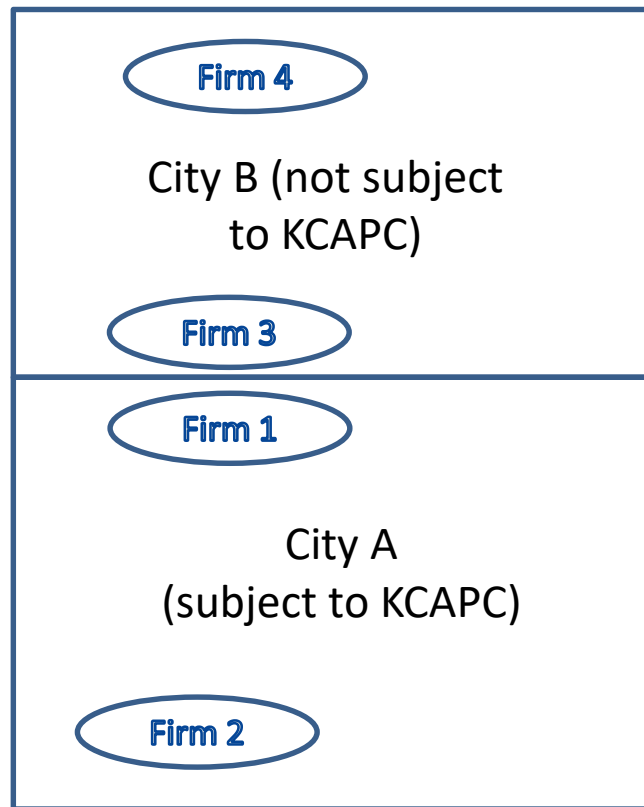 Firm 4
City B (not subject
to KCAPC)
Firm 3
Firm 1
City A
(subject to KCAPC)
Firm 2